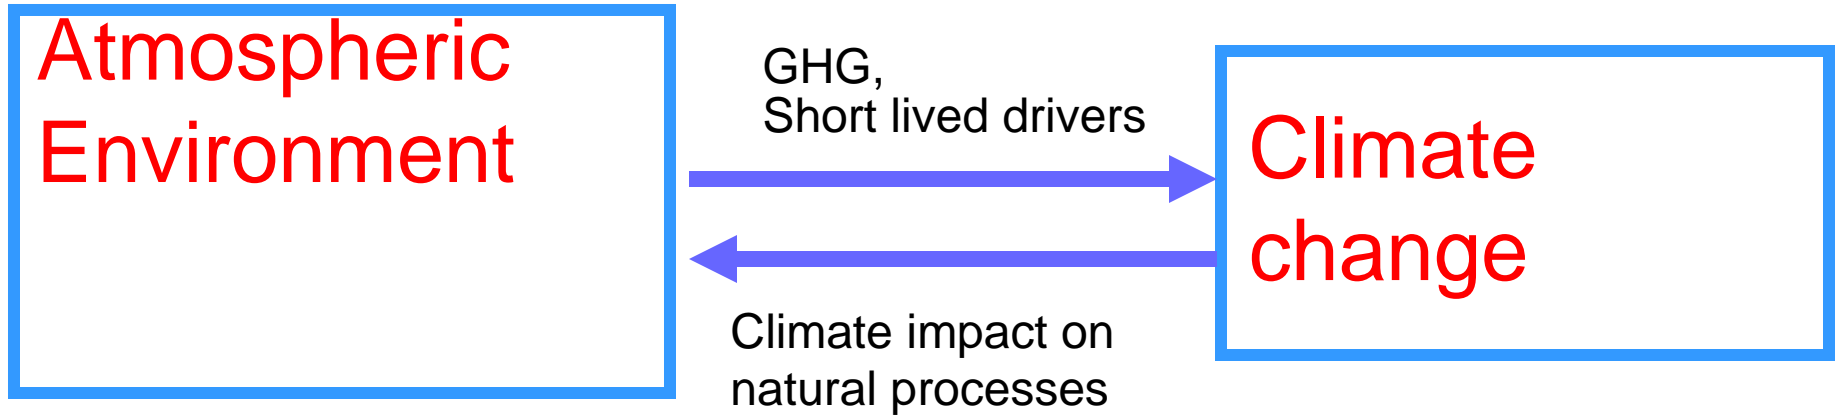 Atmospheric
Environment
GHG,
Short lived drivers
Climate
change
Climate impact on
natural processes